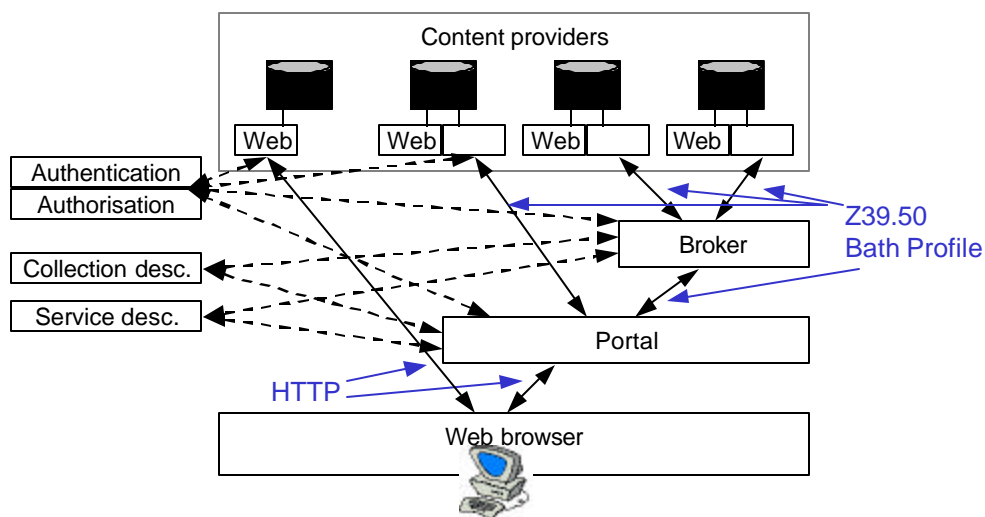 Content providers
Web
Web
Web
Web
Authentication
Authorisation
Collection desc.
Service desc.
Z39.50
Bath Profile
Broker
Portal
HTTP
Web browser